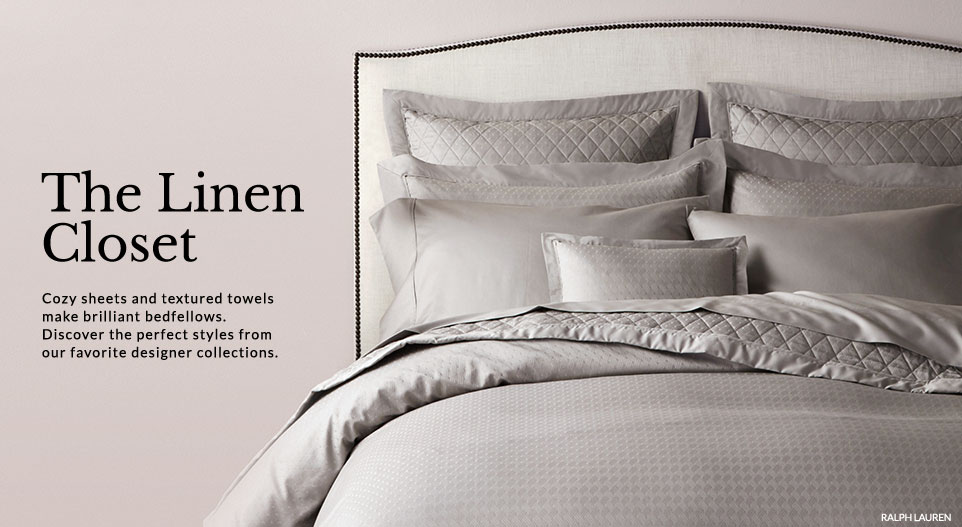 The Linen
Closet
Cozy sheets and textured towels
make brilliant bedfellows.
Discover the perfect styles from
our favorite designer collections.
RALPH LAUREN